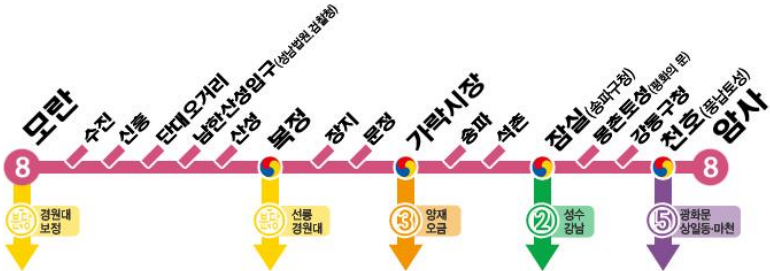 모란
수진
신흥
단대오거리
남한산성입구(성남법원.검찰청)
산성
복정
장지
문정
가락시장
송파
석촌
잠실(송파구청)
몽촌토성(평화의 문)
강동구청
천호(풍납토성)
암사
8
8
분당
경원대
보정
분당
선릉
경원대
3
양재
오금
2
성수
강남
5
광화문
상일동·마천